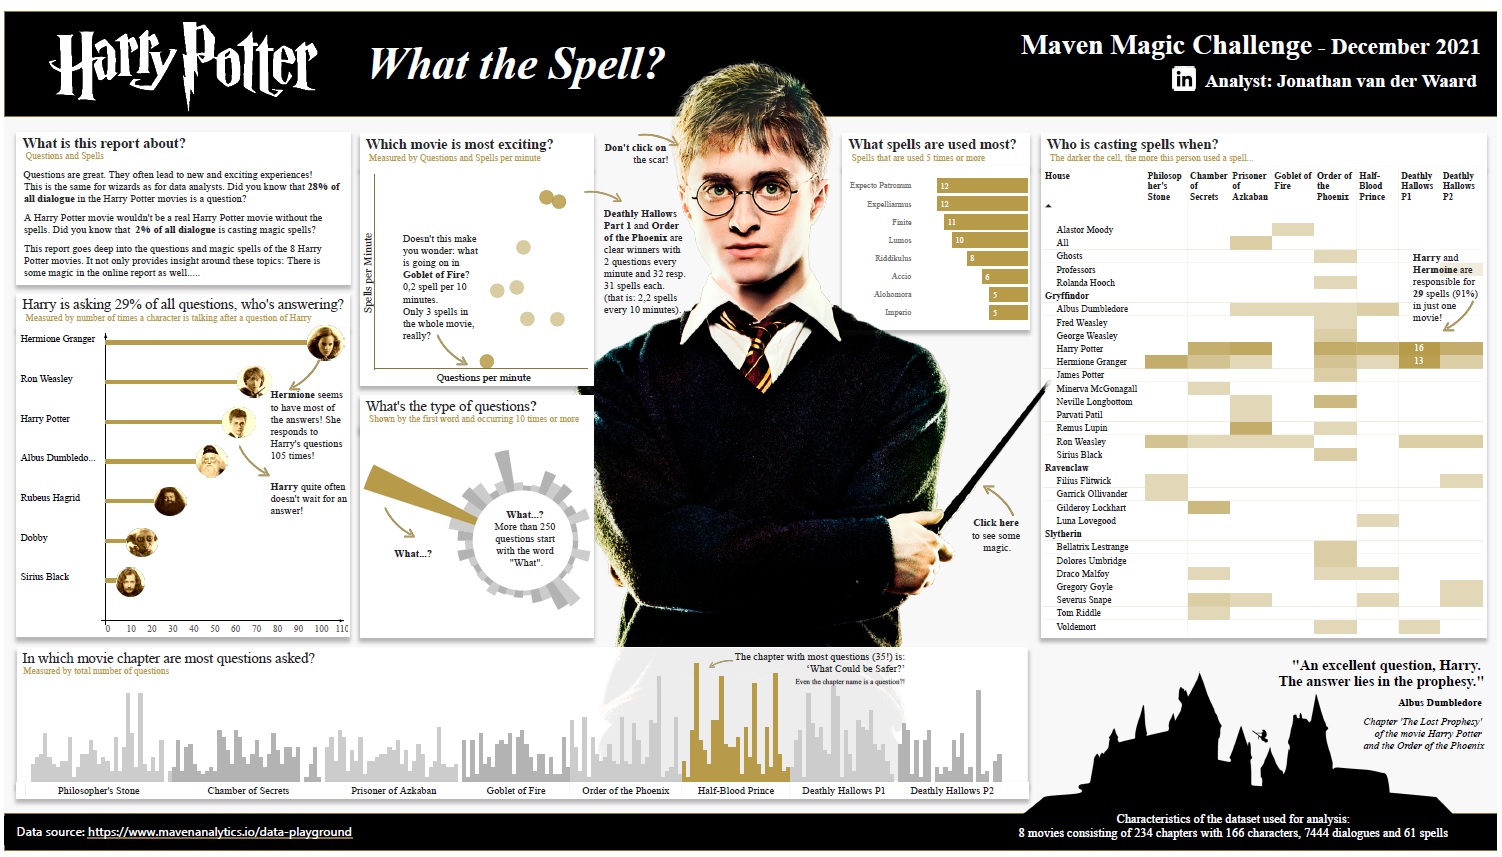 Harry Potter
What the Spell?
Maven Magic Challenge - December 2021
in Analyst: Jonathan van der Waard
What is this report about?
Questions and Spells
Questions are great. They often lead to new and exciting experiences!
This is the same for wizards as for data analysts. Did you know that 28% of
all dialogue in the Harry Potter movies is a question?
A Harry Potter movie wouldn't be a real Harry Potter movie without the
spells. Did you know that 2% of all dialogue is casting magic spells?
This report goes deep into the questions and magic spells of the 8 Harry
Potter movies. It not only provides insight around these topics: There is
some magic in the online report as well.....
Harry is asking 29% of all questions, who's answering?
Measured by number of times a character is talking after a question of Harry
Hermione Granger
Ron Weasley
Harry Potter
Albus Dumbledo...
Rubeus Hagrid
Dobby
Sirius Black
0 10 20 30 40 50 60 70 80 90 100 110
Hermione seems
to have most of
the answers! She
responds to
Harry's questions
105 times!
Harry quite often
doesn't wait for an
answer!
Which movie is most exciting?
Measured by Questions and Spells per minute
Spells per Minute
Doesn't this make
you wonder: what
is going on in
Goblet of Fire?
0,2 spell per 10
minutes.
Only 3 spells in
the whole movie,
really?
Questions per minute
Don't click on
the scar!
Deathly Hallows
Part 1 and Order
of the Phoenix are
clear winners with
2 questions every
minute and 32 resp.
31 spells each.
(that is: 2,2 spells
every 10 minutes).
What's the type of questions?
Shown by the first word and occurring 10 times or more
What...?
What...?
More than 250
questions start
with the word
"What".
What spells are used most?
Spells that are used 5 times or more
Expecto Patronum 12
Expelliarmus 12
Finite 11
Lumos 10
Riddikulus 8
Accio 6
Alohomora 5
Imperio 5
Click here
to see some
magic.
Who is casting spells when?
The darker the cell, the more this person used a spell...
House Philosop Chamber Prisoner Goblet of Order of Half- Deathly Deathly
her's of of Fire the Blood Hallows Hallows
Stone Secrets Azkaban Phoenix Prince P1 P2
Alastor Moody
All
Ghosts
Professors
Rolanda Hooch
Gryffindor
Albus Dumbledore
Fred Weasley
George Weasley
Harry Potter 16
Hermione Granger 13
James Potter
Minerva McGonagall
Neville Longbottom
Parvati Patil
Remus Lupin
Ron Weasley
Sirius Black
Ravenclaw
Filius Flitwick
Garrick Ollivander
Gilderoy Lockhart
Luna Lovegood
Slytherin
Bellatrix Lestrange
Dolores Umbridge
Draco Malfoy
Gregory Goyle
Severus Snape
Tom Riddle
Voldemort
Harry and
Hermoine are
responsible for
29 spells (91%)
in just one
movie!
In which movie chapter are most questions asked?
Measured by total number of questions
The chapter with most questions (35!) is:
'What Could be Safer?'
Even the chapter name is a question?!
Philosopher's Stone Chamber of Secrets Prisoner of Azkaban Goblet of Fire Order of the Phoenix Half-Blood Prince Deathly Hallows P1 Deathly Hallows P2
"An excellent question, Harry.
The answer lies in the prophesy."
Albus Dumbledore
Chapter 'The Lost Prophesy'
of the movie Harry Potter
and the Order of the Phoenix
Data source: https://www.mavenanalytics.io/data-playground
Characteristics of the dataset used for analysis:
8 movies consisting of 234 chapters with 166 characters, 7444 dialogues and 61 spells